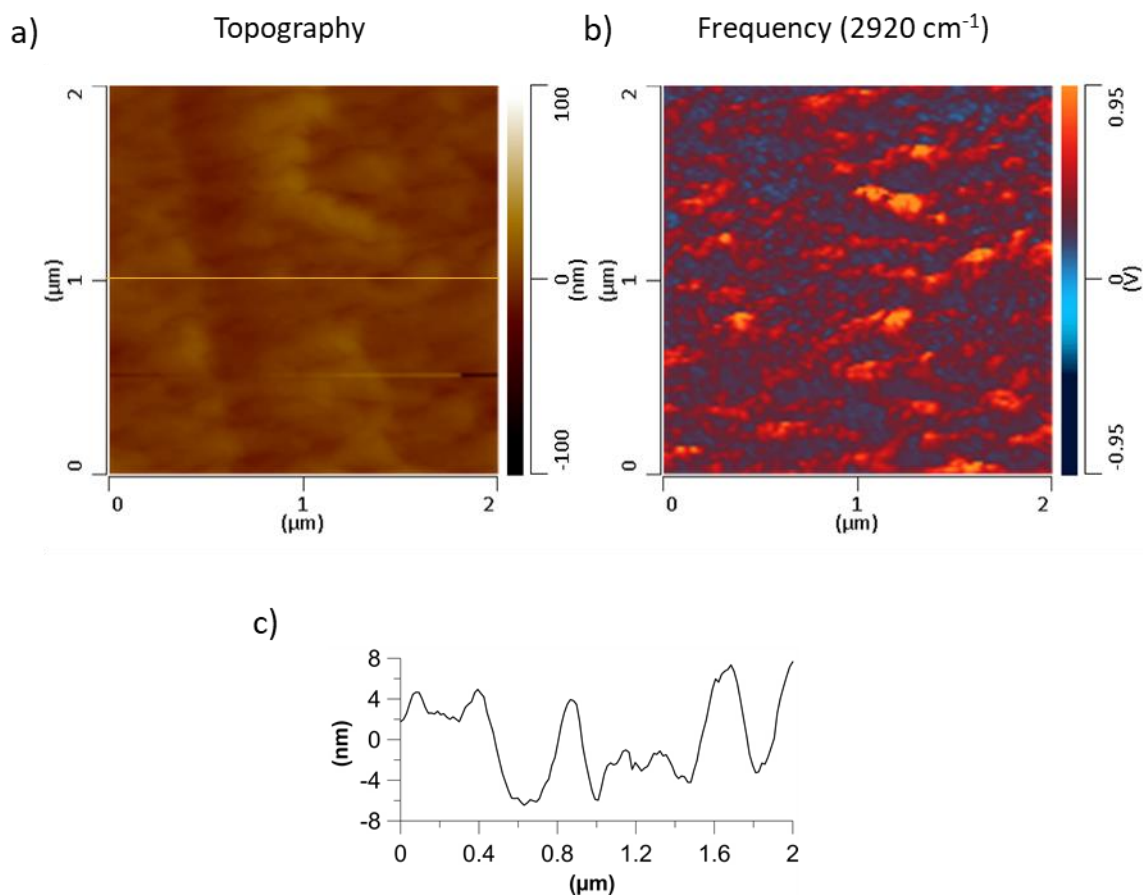 a)
Topography
b)
Frequency (2920 cm⁻¹)
2
1
0
(µm)
0
1
2
(µm)
100
0
-100
(nm)
2
1
0
(µm)
0
1
2
(µm)
0.95
0
-0.95
(V)
c)
8
4
0
-4
-8
(nm)
0
0.4
0.8
1.2
1.6
2
(µm)